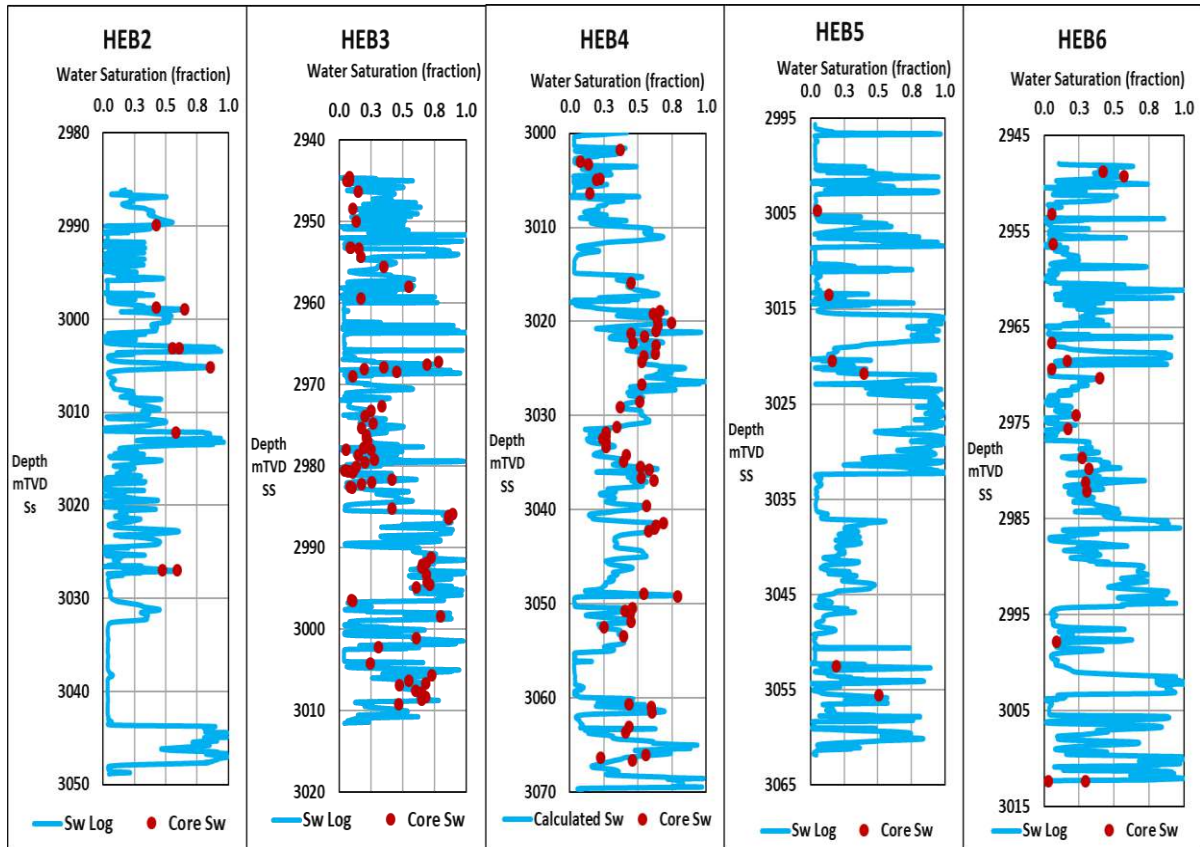 HEB2
Water Saturation (fraction)
0.0 0.3 0.5 0.8 1.0
2980
2990
3000
3010
3020
3030
3040
3050
Depth
mTVD
Ss
Sw Log Core Sw
HEB3
Water Saturation (fraction)
0.0 0.3 0.5 0.8 1.0
2940
2950
2960
2970
2980
2990
3000
3010
3020
Depth
mTVD
SS
Sw Log Core Sw
HEB4
Water Saturation (fraction)
0.0 0.3 0.5 0.8 1.0
3000
3010
3020
3030
3040
3050
3060
3070
Depth
mTVD
SS
Calculated Sw Core Sw
HEB5
Water Saturation (fraction)
0.0 0.3 0.5 0.8 1.0
2995
3005
3015
3025
3035
3045
3055
3065
Depth
mTVD
SS
Sw Log Core Sw
HEB6
Water Saturation (fraction)
0.0 0.3 0.5 0.8 1.0
2945
2955
2965
2975
2985
2995
3005
3015
Depth
mTVD
SS
Sw Log Core Sw